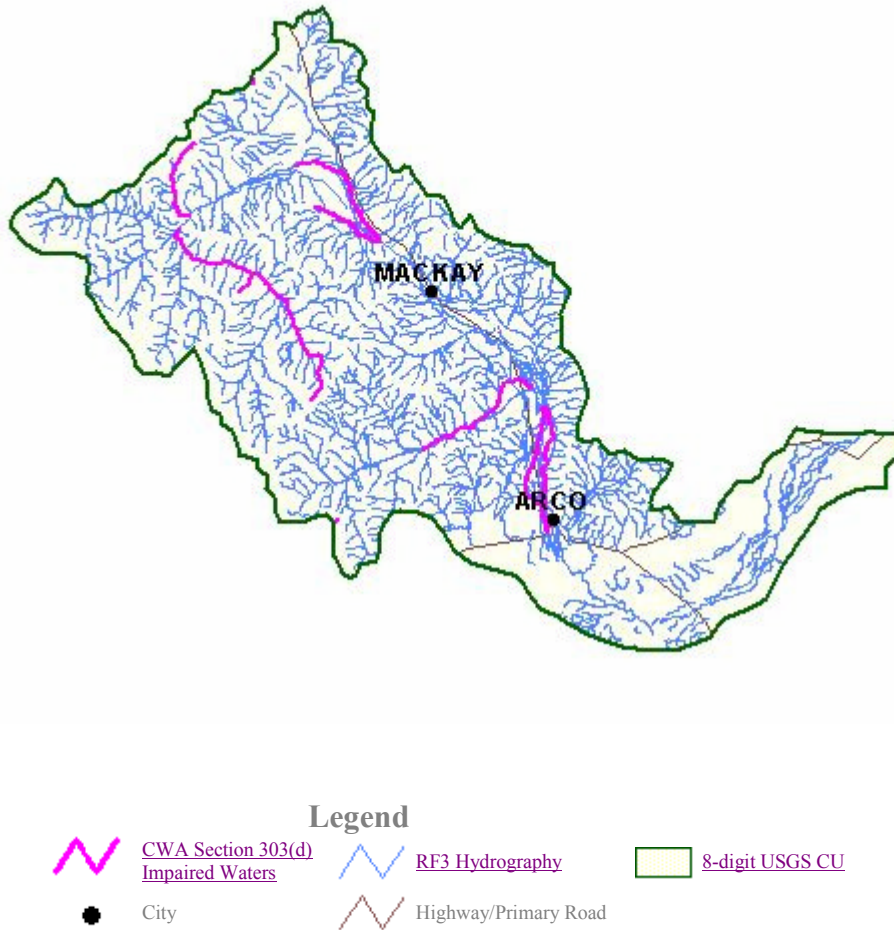 MACKAY
ARCO
Legend
CWA Section 303(d)
Impaired Waters
RF3 Hydrography
8-digit USGS CU
City
Highway/Primary Road